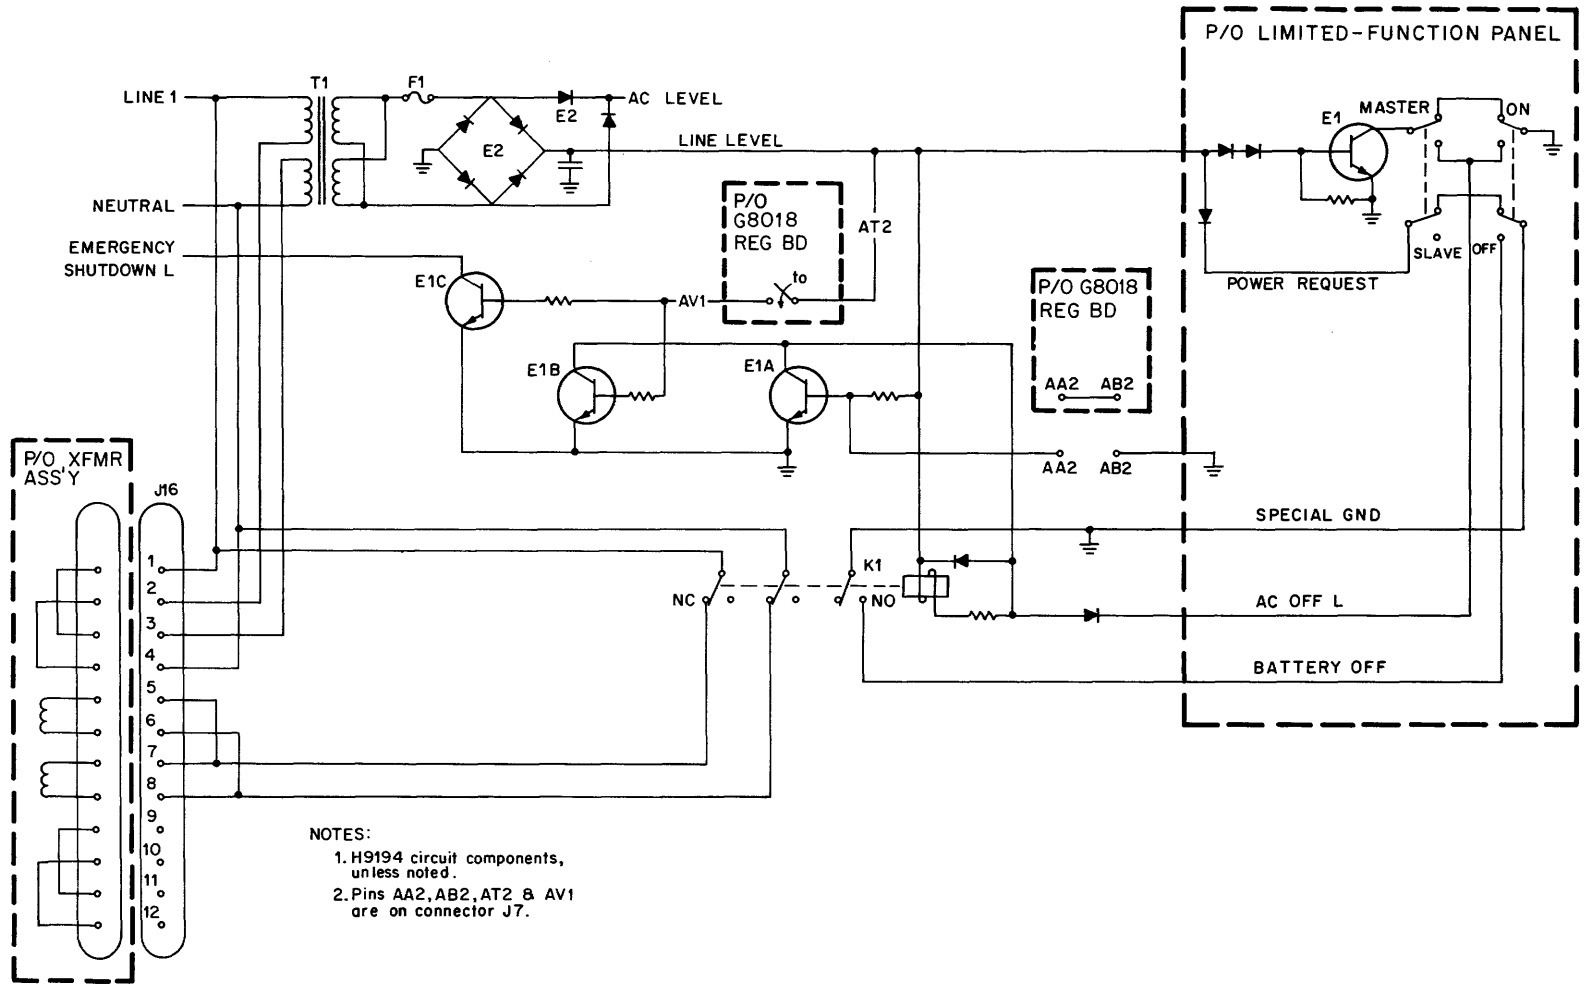 P/O LIMITED-FUNCTION PANEL
T1
F1
LINE 1
AC LEVEL
E2
MASTER
ON
E1
E2
LINE LEVEL
NEUTRAL
P/O
G8018
REG BD
AT2
EMERGENCY
SHUTDOWN L
SLAVE
OFF
E1C
to
AV1
P/O G8018
REG BD
POWER REQUEST
E1B
E1A
AA2
AB2
P/O XFMR
ASS'Y
AA2
AB2
J16
SPECIAL GND
1
K1
2
NC
NO
AC OFF L
3
4
BATTERY OFF
5
6
7
8
9
10
11
12
NOTES:
1. H9194 circuit components,
unless noted.
2. Pins AA2, AB2, AT2 & AV1
are on connector J7.